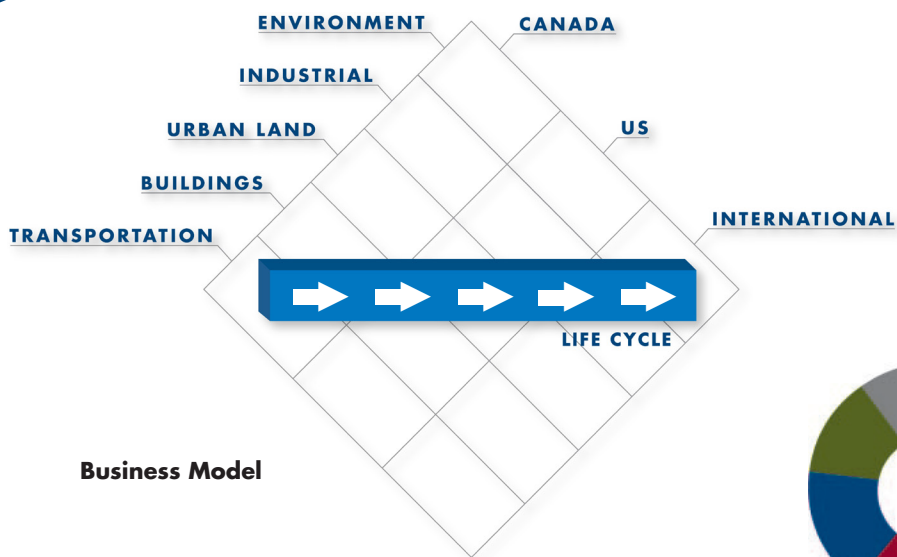 ENVIRONMENT
CANADA
INDUSTRIAL
URBAN LAND
US
BUILDINGS
INTERNATIONAL
TRANSPORTATION
LIFE CYCLE
Business Model